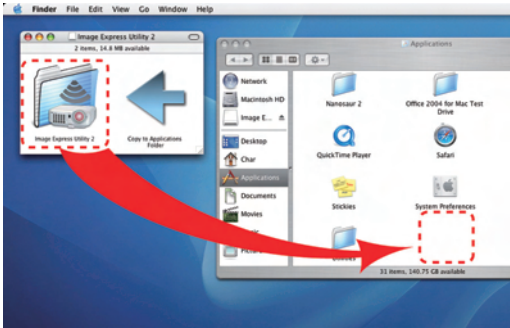 Finder File Edit View Go Window Help
Image Express Utility 2
2 items, 14.8 MB available
Image Express Utility 2
Copy to Applications
Folder
Applications
Network
Macintosh HD
Image E...
Desktop
Char
Applications
Documents
Movies
Nanosaur 2
Office 2004 for Mac Test
Drive
QuickTime Player
Safari
Stickies
System Preferences
31 items, 140.75 GB available